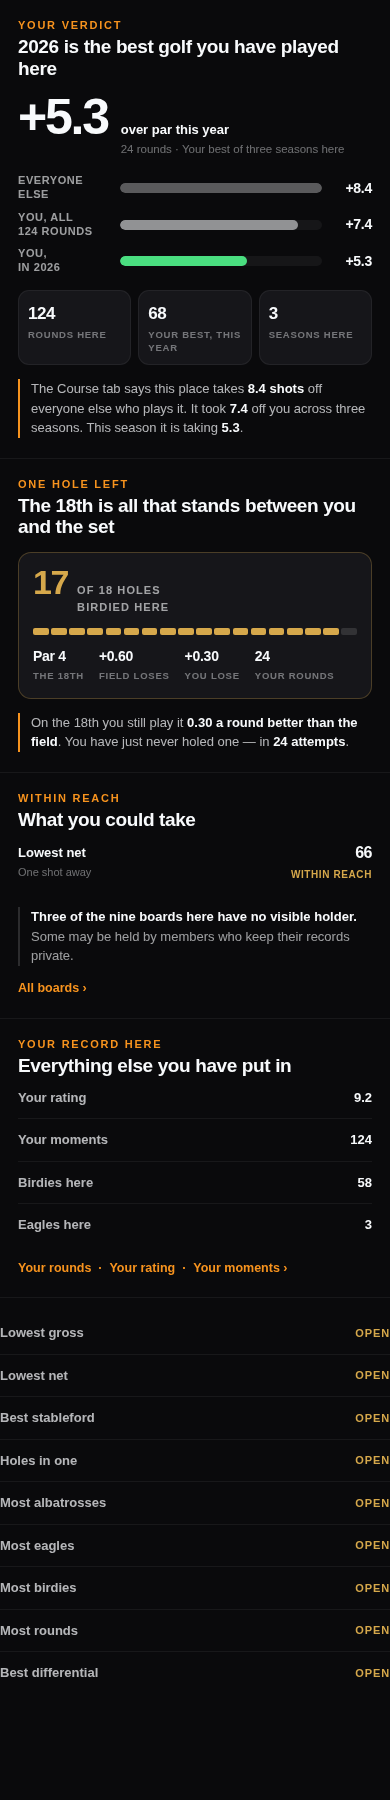 YOUR VERDICT
2026 is the best golf you have played
here
+5.3
over par this year
24 rounds · Your best of three seasons here
EVERYONE
ELSE
+8.4
YOU, ALL
124 ROUNDS
+7.4
YOU,
IN 2026
+5.3
124
ROUNDS HERE
68
YOUR BEST, THIS
YEAR
3
SEASONS HERE
The Course tab says this place takes 8.4 shots off
everyone else who plays it. It took 7.4 off you across three
seasons. This season it is taking 5.3.
ONE HOLE LEFT
The 18th is all that stands between you
and the set
17
OF 18 HOLES
BIRDIED HERE
Par 4
THE 18TH
+0.60
FIELD LOSES
+0.30
YOU LOSE
24
YOUR ROUNDS
On the 18th you still play it 0.30 a round better than the
field. You have just never holed one — in 24 attempts.
WITHIN REACH
What you could take
Lowest net
66
One shot away
WITHIN REACH
Three of the nine boards here have no visible holder.
Some may be held by members who keep their records
private.
All boards ›
YOUR RECORD HERE
Everything else you have put in
Your rating
9.2
Your moments
124
Birdies here
58
Eagles here
3
Your rounds · Your rating · Your moments ›
Lowest gross
OPEN
Lowest net
OPEN
Best stableford
OPEN
Holes in one
OPEN
Most albatrosses
OPEN
Most eagles
OPEN
Most birdies
OPEN
Most rounds
OPEN
Best differential
OPEN